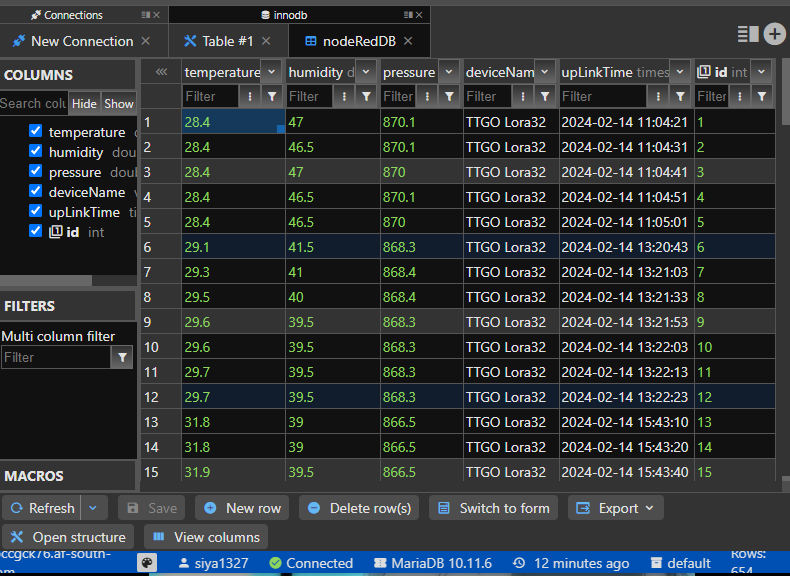 Connections
innodb
New Connection
Table #1
nodeRedDB
COLUMNS
Search colu
Hide
Show
temperature
humidity dou
pressure doul
deviceName
upLinkTime
id int
FILTERS
Multi column filter
Filter
MACROS
temperature humidity d pressure deviceNam upLinkTime times id int
Filter Filter Filter Filter Filter Filter
1 28.4 47 870.1 TTGO Lora32 2024-02-14 11:04:21 1
2 28.4 46.5 870.1 TTGO Lora32 2024-02-14 11:04:31 2
3 28.4 47 870 TTGO Lora32 2024-02-14 11:04:41 3
4 28.4 46.5 870.1 TTGO Lora32 2024-02-14 11:04:51 4
5 28.4 46.5 870 TTGO Lora32 2024-02-14 11:05:01 5
6 29.1 41.5 868.3 TTGO Lora32 2024-02-14 13:20:43 6
7 29.3 41 868.4 TTGO Lora32 2024-02-14 13:21:03 7
8 29.5 40 868.4 TTGO Lora32 2024-02-14 13:21:33 8
9 29.6 39.5 868.3 TTGO Lora32 2024-02-14 13:21:53 9
10 29.6 39.5 868.3 TTGO Lora32 2024-02-14 13:22:03 10
11 29.7 39.5 868.3 TTGO Lora32 2024-02-14 13:22:13 11
12 29.7 39.5 868.3 TTGO Lora32 2024-02-14 13:22:23 12
13 31.8 39 866.5 TTGO Lora32 2024-02-14 15:43:10 13
14 31.8 39 866.5 TTGO Lora32 2024-02-14 15:43:20 14
15 31.9 39.5 866.5 TTGO Lora32 2024-02-14 15:43:40 15
Refresh Save New row Delete row(s) Switch to form Export
Open structure View columns
ccgck76.af-south-
siya1327 Connected MariaDB 10.11.6 12 minutes ago default Rows:
654